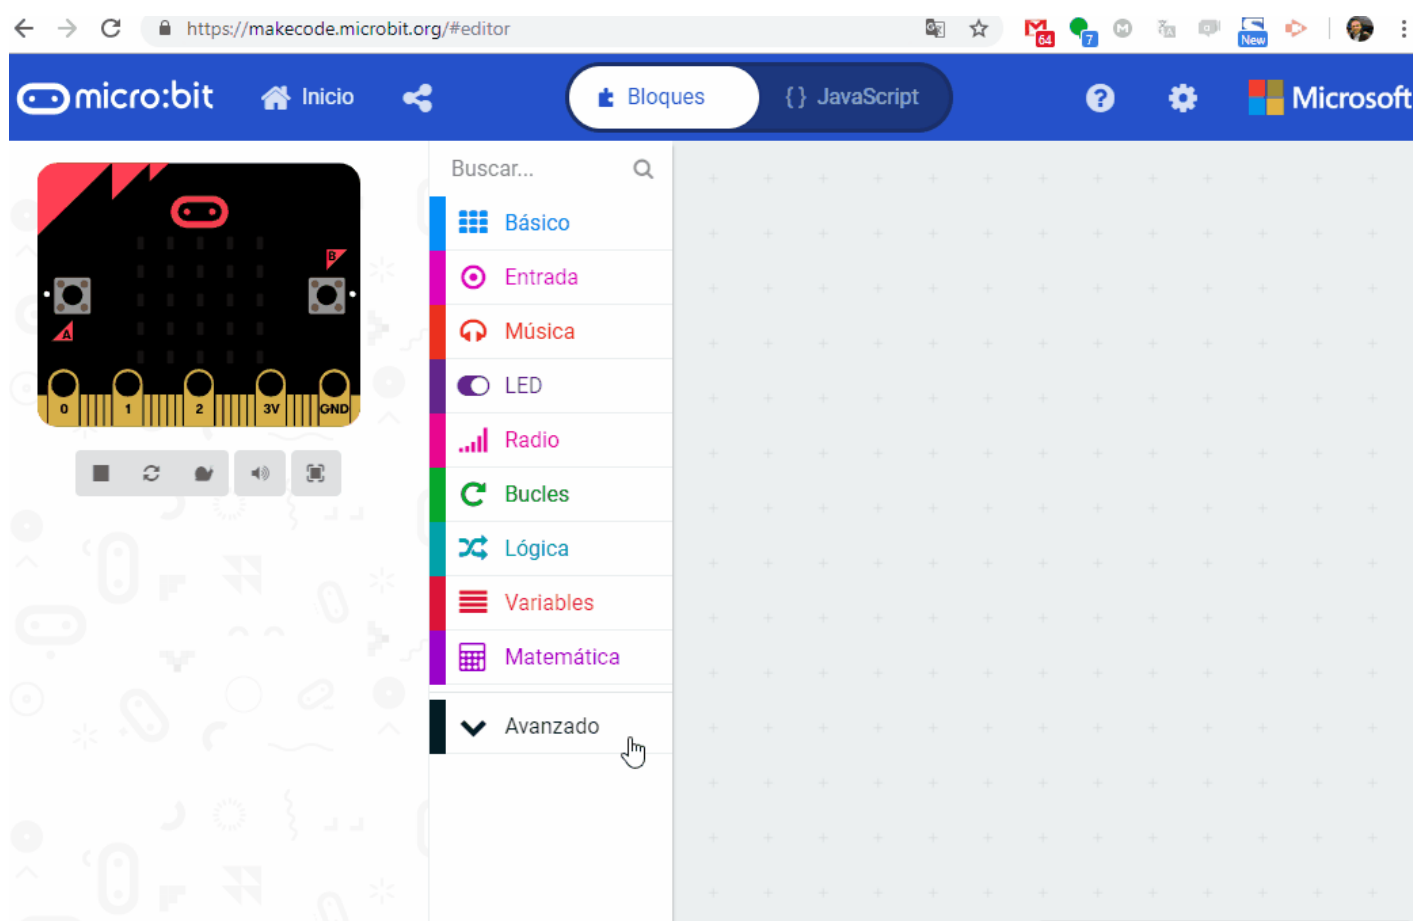 https://makecode.microbit.org/#editor
64
7
New
micro:bit
Inicio
Bloques
{ } JavaScript
?
Microsoft
Buscar...
Básico
Entrada
Música
LED
Radio
Bucles
Lógica
Variables
Matemática
Avanzado
B
A
0 1 2 3V GND